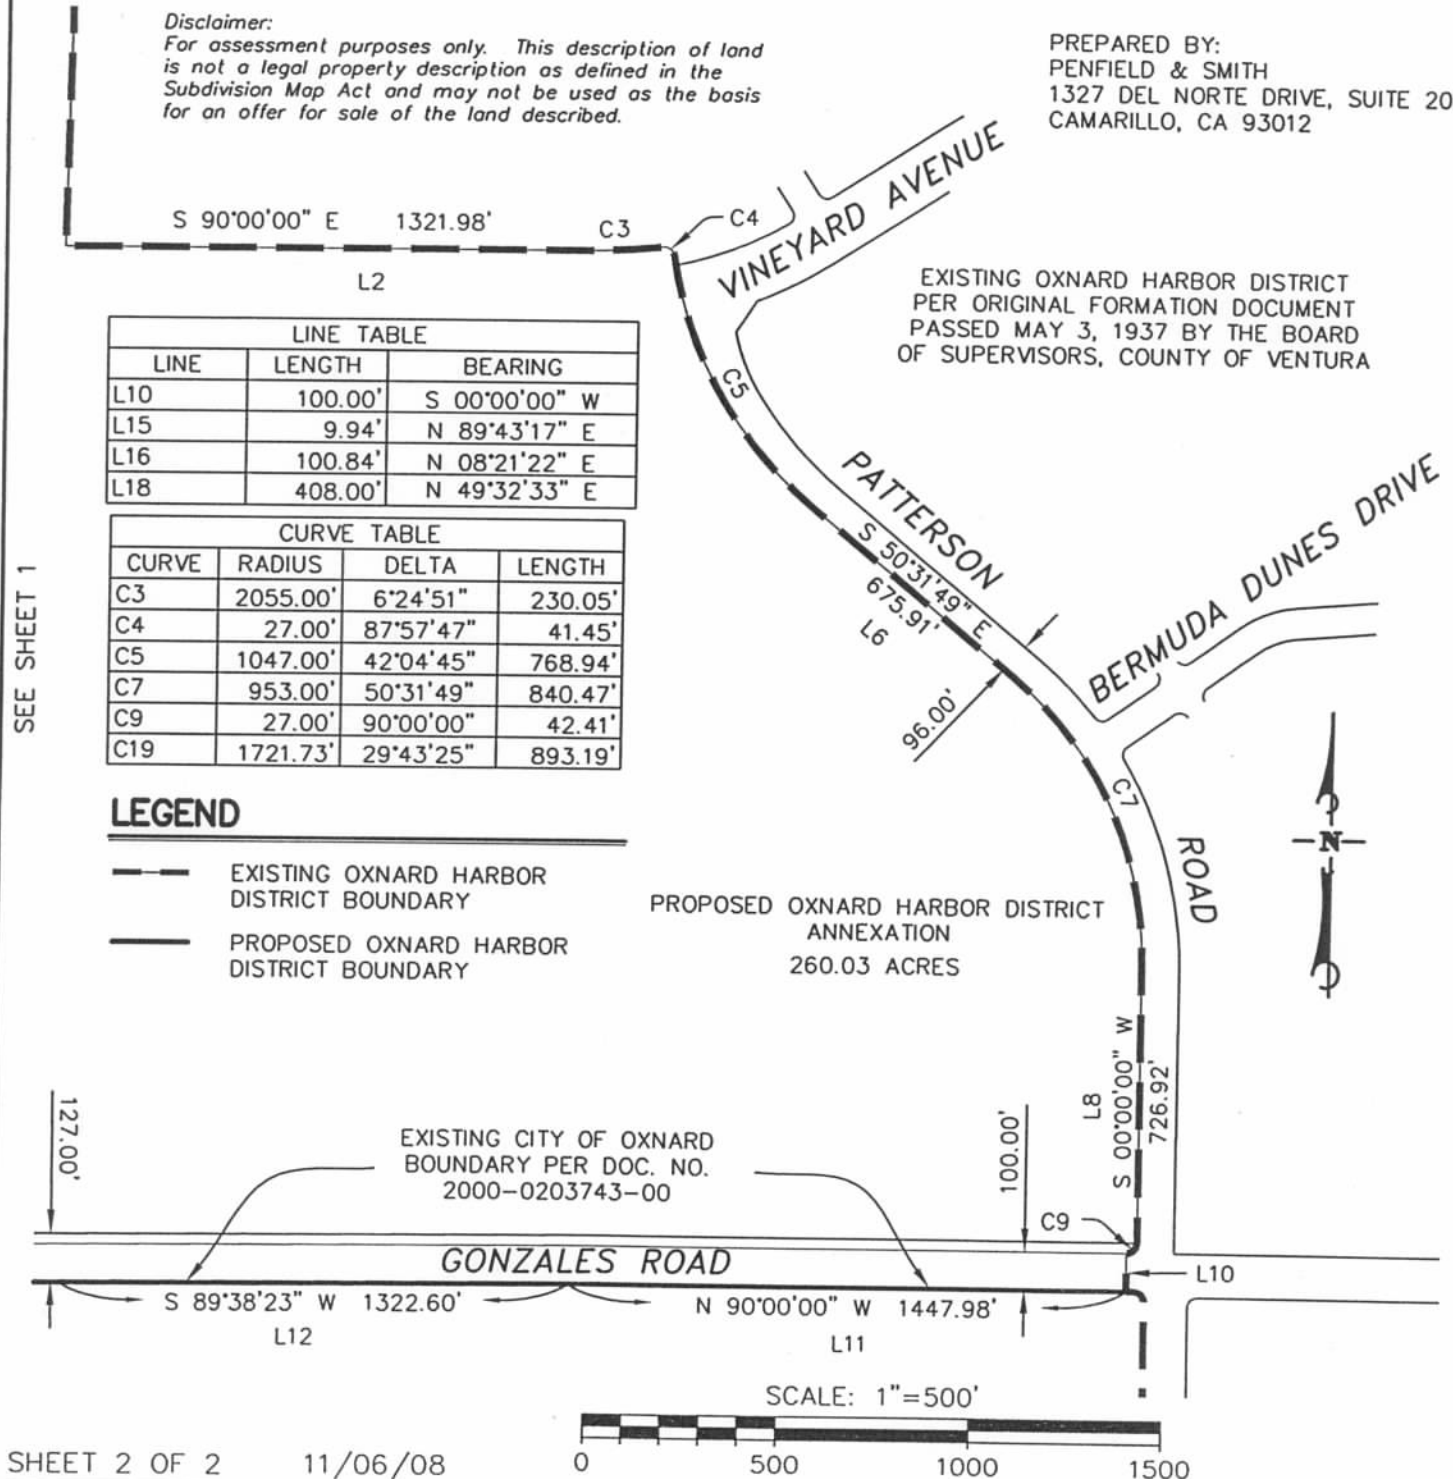 Disclaimer:
For assessment purposes only. This description of land
is not a legal property description as defined in the
Subdivision Map Act and may not be used as the basis
for an offer for sale of the land described.
PREPARED BY:
PENFIELD & SMITH
1327 DEL NORTE DRIVE, SUITE 20
CAMARILLO, CA 93012
S 90°00'00" E 1321.98'
C3
C4
L2
VINEYARD AVENUE
EXISTING OXNARD HARBOR DISTRICT
PER ORIGINAL FORMATION DOCUMENT
PASSED MAY 3, 1937 BY THE BOARD
OF SUPERVISORS, COUNTY OF VENTURA
LINE TABLE
LINE LENGTH BEARING
L10 100.00' S 00°00'00" W
L15 9.94' N 89°43'17" E
L16 100.84' N 08°21'22" E
L18 408.00' N 49°32'33" E
CURVE TABLE
CURVE RADIUS DELTA LENGTH
C3 2055.00' 6°24'51" 230.05'
C4 27.00' 87°57'47" 41.45'
C5 1047.00' 42°04'45" 768.94'
C7 953.00' 50°31'49" 840.47'
C9 27.00' 90°00'00" 42.41'
C19 1721.73' 29°43'25" 893.19'
SEE SHEET 1
C5
PATTERSON
S 50°31'49" E
675.91'
L6
96.00'
BERMUDA DUNES DRIVE
C7
ROAD
N
LEGEND
EXISTING OXNARD HARBOR
DISTRICT BOUNDARY
PROPOSED OXNARD HARBOR
DISTRICT BOUNDARY
PROPOSED OXNARD HARBOR DISTRICT
ANNEXATION
260.03 ACRES
L8
S 00°00'00" W
726.92'
127.00'
EXISTING CITY OF OXNARD
BOUNDARY PER DOC. NO.
2000-0203743-00
100.00'
C9
GONZALES ROAD
L10
S 89°38'23" W 1322.60'
L12
N 90°00'00" W 1447.98'
L11
SCALE: 1"=500'
0 500 1000 1500
SHEET 2 OF 2 11/06/08